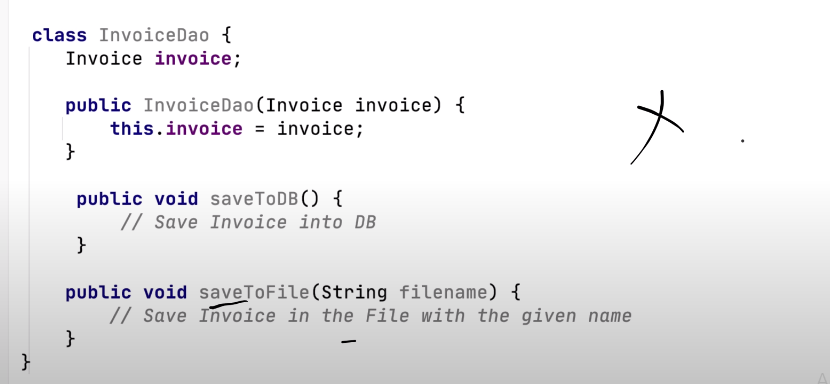 class InvoiceDao {
Invoice invoice;
public InvoiceDao(Invoice invoice) {
this.invoice = invoice;
}
public void saveToDB() {
// Save Invoice into DB
}
public void saveToFile(String filename) {
// Save Invoice in the File with the given name
}
}